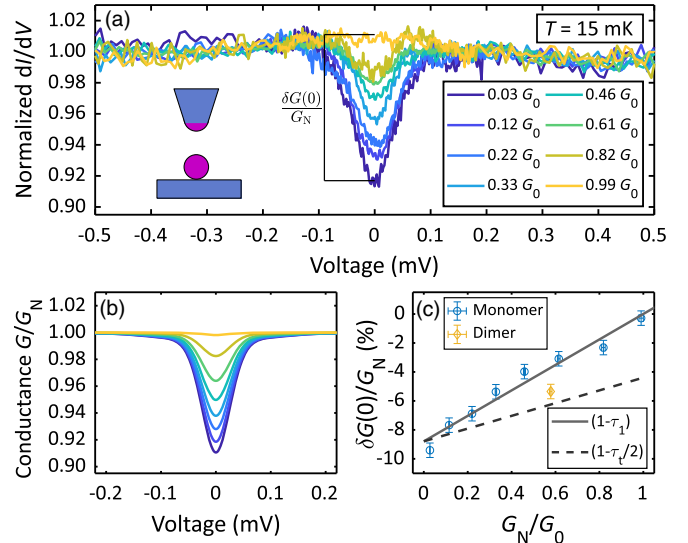 (a)
T = 15 mK
Normalized dI/dV
1.02
1.00
0.98
0.96
0.94
0.92
0.90
δG(0)
G_N
0.03 G_0
0.46 G_0
0.12 G_0
0.61 G_0
0.22 G_0
0.82 G_0
0.33 G_0
0.99 G_0
-0.5 -0.4 -0.3 -0.2 -0.1 0 0.1 0.2 0.3 0.4 0.5
Voltage (mV)
(b)
Conductance G/G_N
1.02
1.00
0.98
0.96
0.94
0.92
0.90
-0.2 -0.1 0 0.1 0.2
Voltage (mV)
(c)
Monomer
Dimer
δG(0)/G_N (%)
0
-2
-4
-6
-8
-10
(1-τ_1)
(1-τ_t/2)
0 0.2 0.4 0.6 0.8 1
G_N/G_0